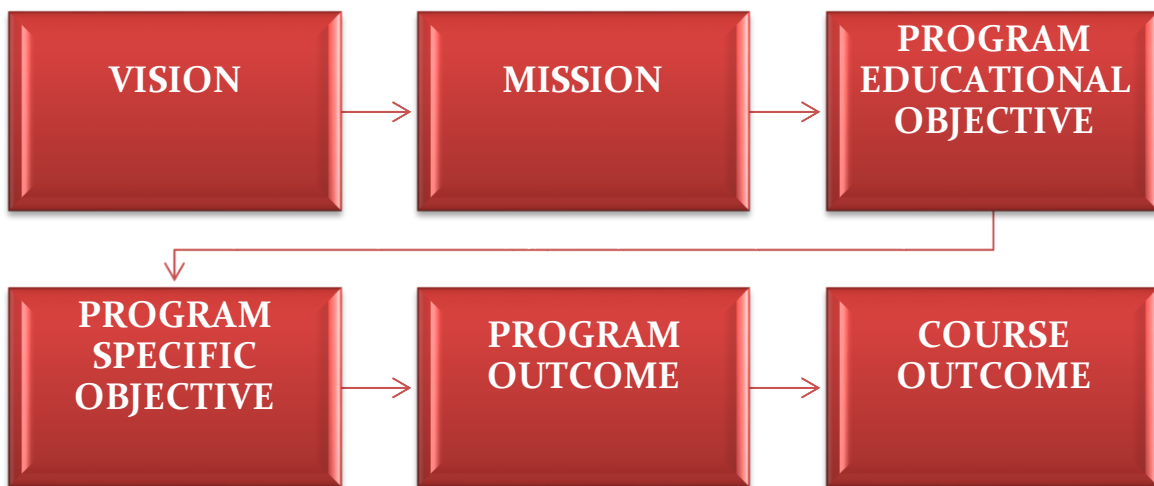 VISION
MISSION
PROGRAM
EDUCATIONAL
OBJECTIVE
PROGRAM
SPECIFIC
OBJECTIVE
PROGRAM
OUTCOME
COURSE
OUTCOME